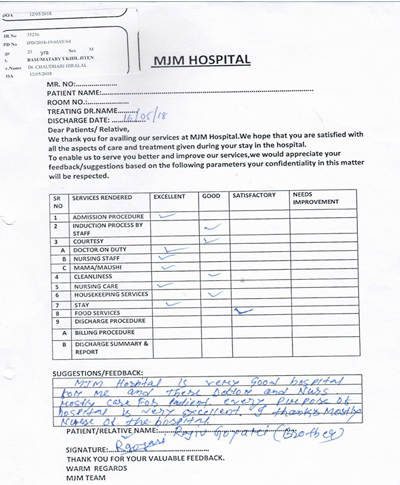 DOA 12/05/2018
MR No 35236
IPD No IPD/2018-19/MAY/64
Age 25 yrs Sex M
BASUMATARY UKHIL JITEN
Dr.Name Dr. CHAUDHARI HIRALAL
DOA 12/05/2018
MJM HOSPITAL
MR. NO:
PATIENT NAME:
ROOM NO.:
TREATING DR.NAME
DISCHARGE DATE: 16/05/18
Dear Patients/ Relative,
We thank you for availing our services at MJM Hospital.We hope that you are satisfied with
all the aspects of care and treatment given during your stay in the hospital.
To enable us to serve you better and improve our services,we would appreciate your
feedback/suggestions based on the following parameters your confidentiality in this matter
will be respected.
SR NO SERVICES RENDERED EXCELLENT GOOD SATISFACTORY NEEDS IMPROVEMENT
1 ADMISSION PROCEDURE ✓
2 INDUCTION PROCESS BY STAFF ✓
3 COURTESY ✓
A DOCTOR ON DUTY ✓
B NURSING STAFF ✓
C MAMA/MAUSHI ✓
4 CLEANLINESS ✓
5 NURSING CARE ✓
6 HOUSEKEEPING SERVICES ✓
7 STAY ✓
8 FOOD SERVICES ✓
9 DISCHARGE PROCEDURE
A BILLING PROCEDURE
B DISCHARGE SUMMARY & REPORT
SUGGESTIONS/FEEDBACK:
MJM Hospital is very Good hospital
for me and there Doctor and Nurs
mostly care for Patient every Purpose of
hospital is very excellent. I thanks Mostly
Nurse of the hospital
PATIENT/RELATIVE NAME: Rajiv (Brother)
SIGNATURE:
THANK YOU FOR YOUR VALUABLE FEEDBACK.
WARM REGARDS
MJM TEAM